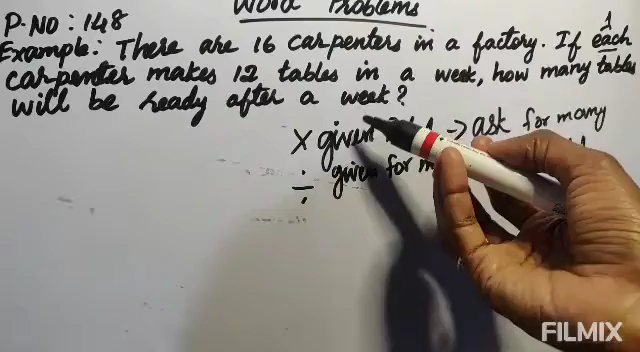 Word Problems
P.NO: 148
Example: There are 16 carpenters in a factory. If each
carpenter makes 12 tables in a week, how many tables
will be ready after a week?
1
× given -> ask for many
÷ given for
FILMIX